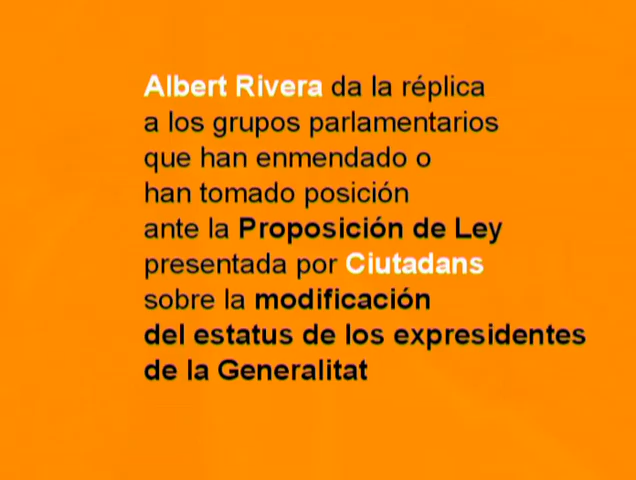 Albert Rivera da la réplica
a los grupos parlamentarios
que han enmendado o
han tomado posición
ante la Proposición de Ley
presentada por Ciutadans
sobre la modificación
del estatus de los expresidentes
de la Generalitat